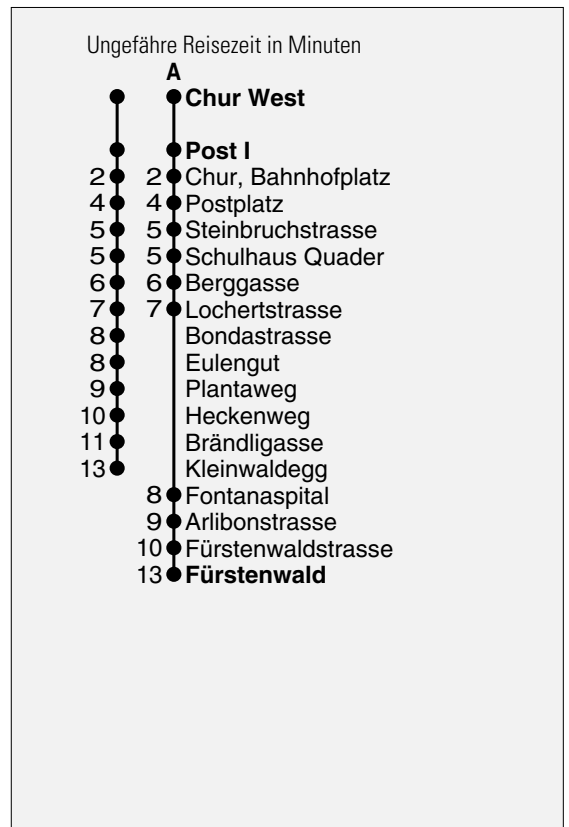 Ungefähre Reisezeit in Minuten
A
Chur West
Post I
2 2 Chur, Bahnhofplatz
4 4 Postplatz
5 5 Steinbruchstrasse
5 5 Schulhaus Quader
6 6 Berggasse
7 7 Lochertstrasse
8 Bondastrasse
8 Eulengut
9 Plantaweg
10 Heckenweg
11 Brändligasse
13 Kleinwaldegg
8 Fontanaspital
9 Arlibonstrasse
10 Fürstenwaldstrasse
13 Fürstenwald